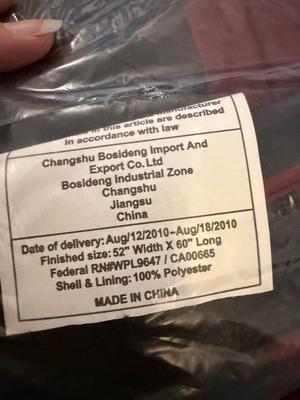 manufacturer
in this article are described
in accordance with law
Changshu Bosideng Import And
Export Co. Ltd
Bosideng Industrial Zone
Changshu
Jiangsu
China
Date of delivery: Aug/12/2010-Aug/18/2010
Finished size: 52" Width X 60" Long
Federal RN#WPL9647 / CA00665
Shell & Lining: 100% Polyester
MADE IN CHINA